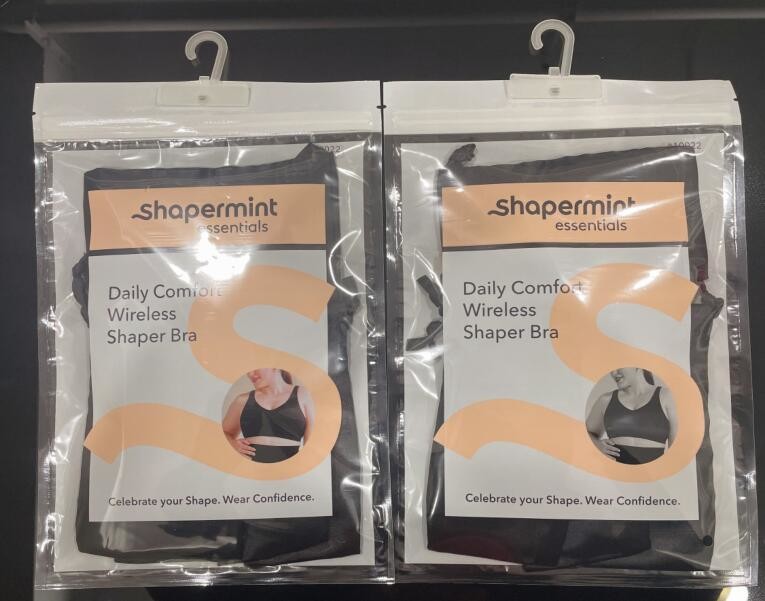 shapermint
essentials
Daily Comfort
Wireless
Shaper Bra
Celebrate your Shape. Wear Confidence.
shapermint
essentials
Daily Comfort
Wireless
Shaper Bra
Celebrate your Shape. Wear Confidence.